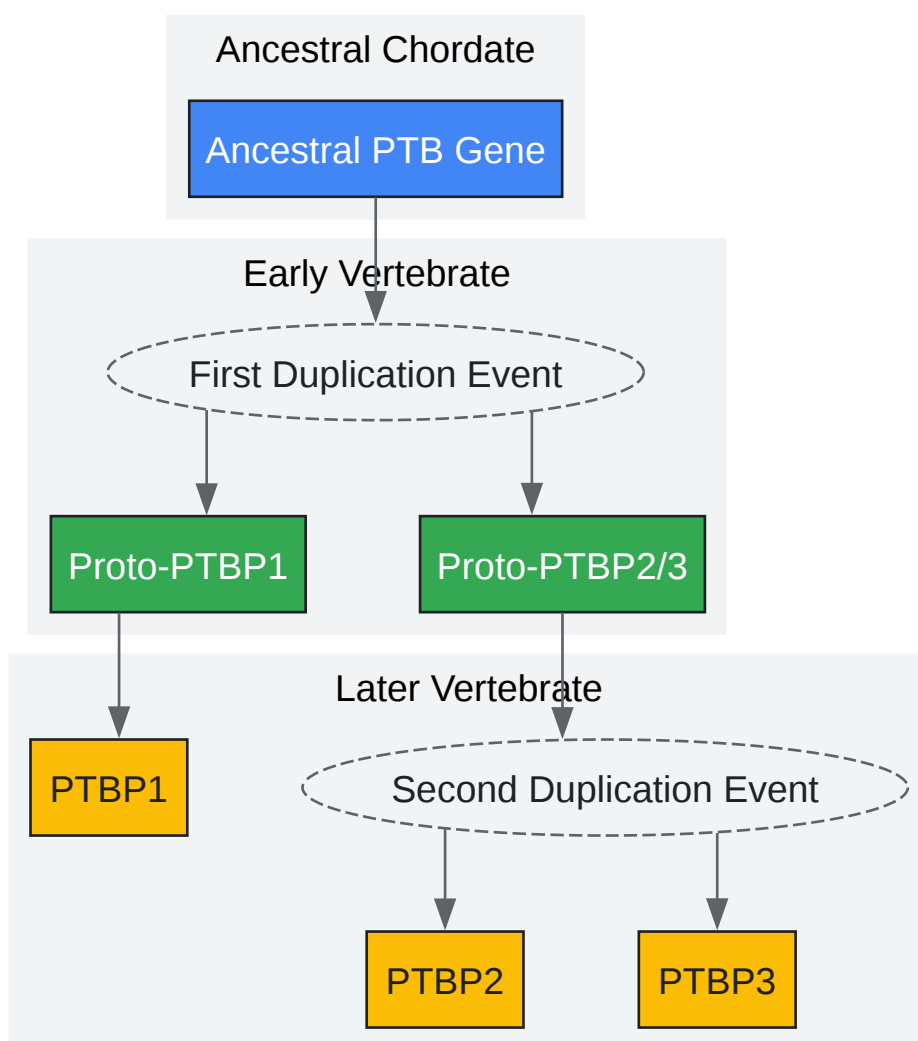 Ancestral Chordate
Ancestral PTB Gene
Early Vertebrate
First Duplication Event
Proto-PTBP1
Proto-PTBP2/3
Later Vertebrate
PTBP1
Second Duplication Event
PTBP2
PTBP3